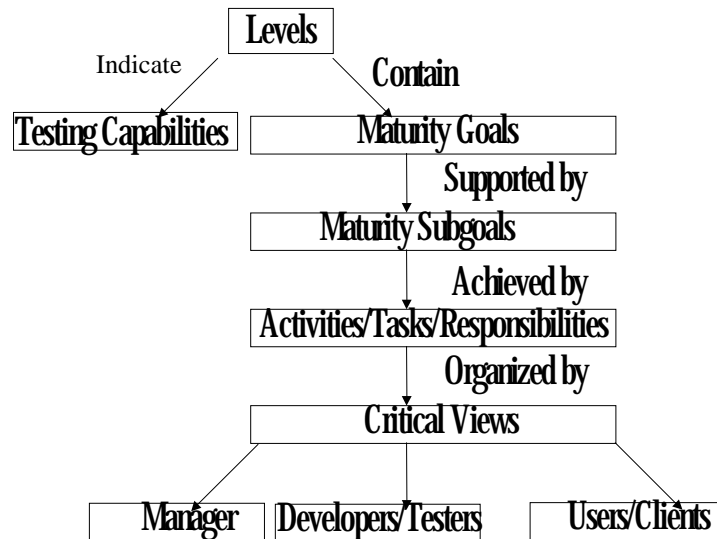 Levels
Indicate
Contain
Testing Capabilities
Maturity Goals
Supported by
Maturity Subgoals
Achieved by
Activities/Tasks/Responsibilities
Organized by
Critical Views
Manager
Developers/Testers
Users/Clients